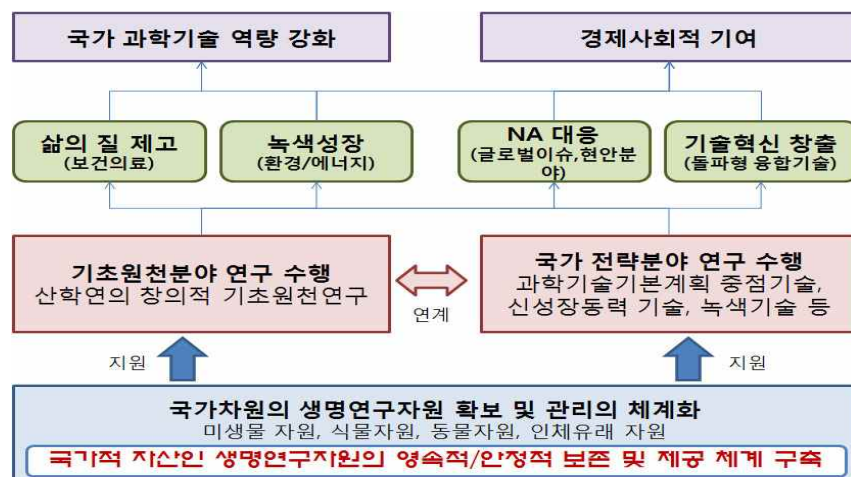 국가 과학기술 역량 강화
경제사회적 기여
삶의 질 제고
(보건의료)
녹색성장
(환경/에너지)
NA 대응
(글로벌이슈,현안분
야)
기술혁신 창출
(돌파형 융합기술)
기초원천분야 연구 수행
산학연의 창의적 기초원천연구
연계
국가 전략분야 연구 수행
과학기술기본계획 중점기술,
신성장동력 기술, 녹색기술 등
지원
지원
국가차원의 생명연구자원 확보 및 관리의 체계화
미생물 자원, 식물자원, 동물자원, 인체유래 자원
국가적 자산인 생명연구자원의 영속적/안정적 보존 및 제공 체계 구축